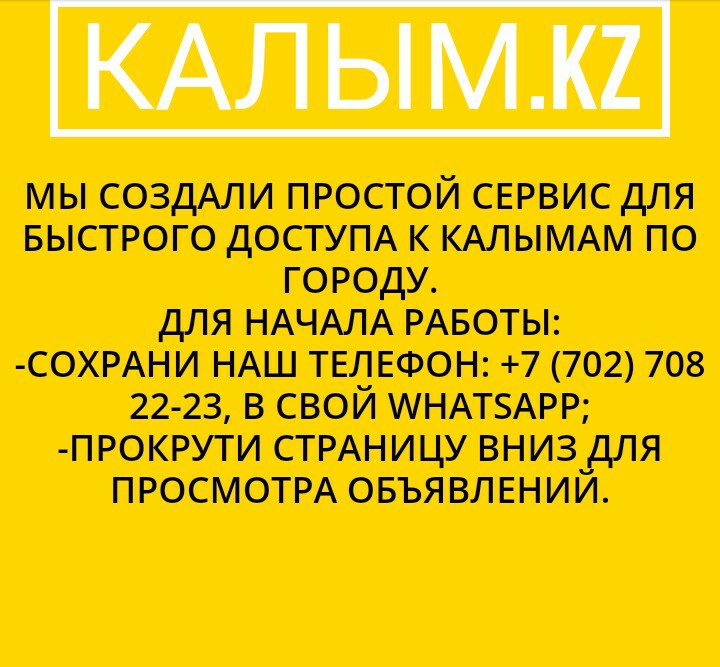 КАЛЫМ.KZ
МЫ СОЗДАЛИ ПРОСТОЙ СЕРВИС ДЛЯ
БЫСТРОГО ДОСТУПА К КАЛЫМАМ ПО
ГОРОДУ.
ДЛЯ НАЧАЛА РАБОТЫ:
-СОХРАНИ НАШ ТЕЛЕФОН: +7 (702) 708
22-23, В СВОЙ WHATSAPP;
-ПРОКРУТИ СТРАНИЦУ ВНИЗ ДЛЯ
ПРОСМОТРА ОБЪЯВЛЕНИЙ.